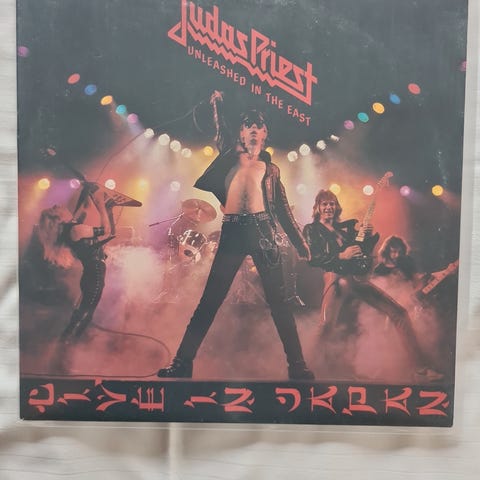 Judas Priest
UNLEASHED IN THE EAST
LIVE IN JAPAN